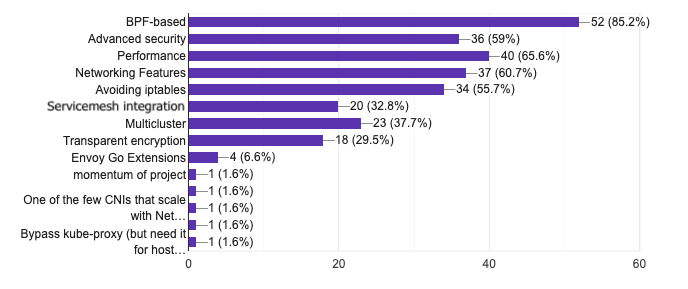 BPF-based 52 (85.2%)
Advanced security 36 (59%)
Performance 40 (65.6%)
Networking Features 37 (60.7%)
Avoiding iptables 34 (55.7%)
Servicemesh integration 20 (32.8%)
Multicluster 23 (37.7%)
Transparent encryption 18 (29.5%)
Envoy Go Extensions 4 (6.6%)
momentum of project 1 (1.6%)
1 (1.6%)
One of the few CNIs that scale
with Net… 1 (1.6%)
1 (1.6%)
Bypass kube-proxy (but need it
for host… 1 (1.6%)
0 20 40 60